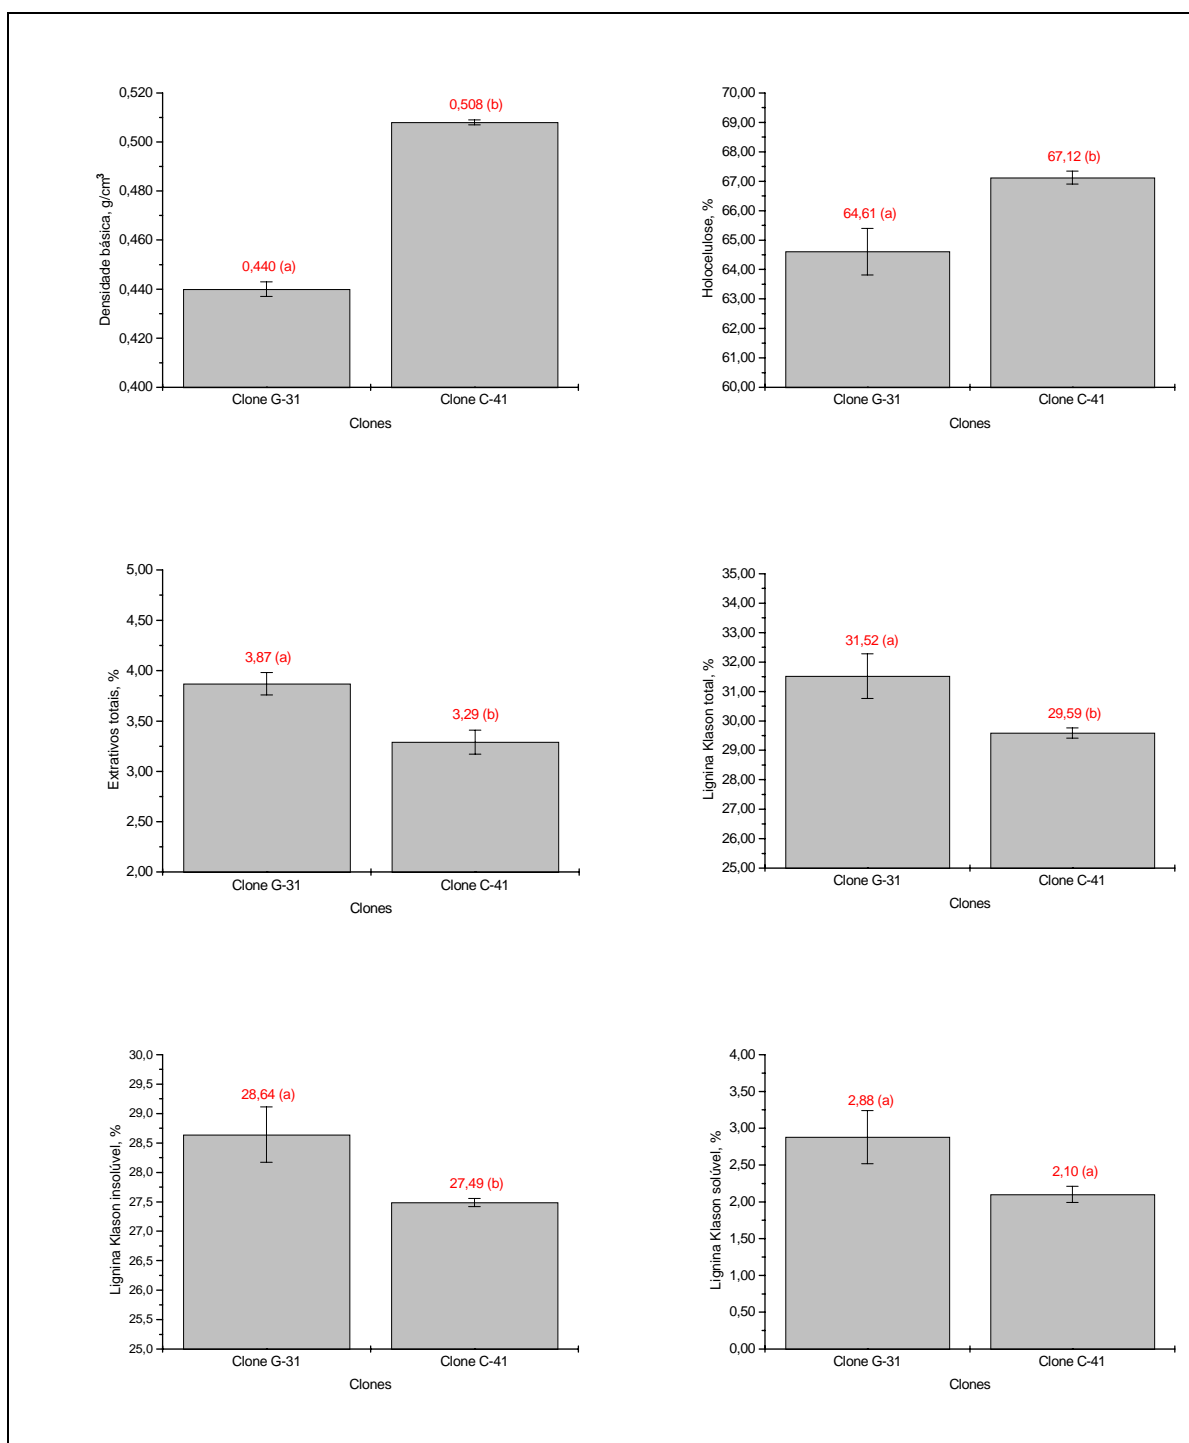 Densidade básica, g/cm³
0,520
0,500
0,480
0,460
0,440
0,420
0,400
0,440 (a)
0,508 (b)
Clone G-31
Clone C-41
Clones
Holocelulose, %
70,00
69,00
68,00
67,00
66,00
65,00
64,00
63,00
62,00
61,00
60,00
64,61 (a)
67,12 (b)
Clone G-31
Clone C-41
Clones
Extrativos totais, %
5,00
4,50
4,00
3,50
3,00
2,50
2,00
3,87 (a)
3,29 (b)
Clone G-31
Clone C-41
Clones
Lignina Klason total, %
35,00
34,00
33,00
32,00
31,00
30,00
29,00
28,00
27,00
26,00
25,00
31,52 (a)
29,59 (b)
Clone G-31
Clone C-41
Clones
Lignina Klason insolúvel, %
30,0
29,5
29,0
28,5
28,0
27,5
27,0
26,5
26,0
25,5
25,0
28,64 (a)
27,49 (b)
Clone G-31
Clone C-41
Clones
Lignina Klason solúvel, %
4,00
3,50
3,00
2,50
2,00
1,50
1,00
0,50
0,00
2,88 (a)
2,10 (a)
Clone G-31
Clone C-41
Clones